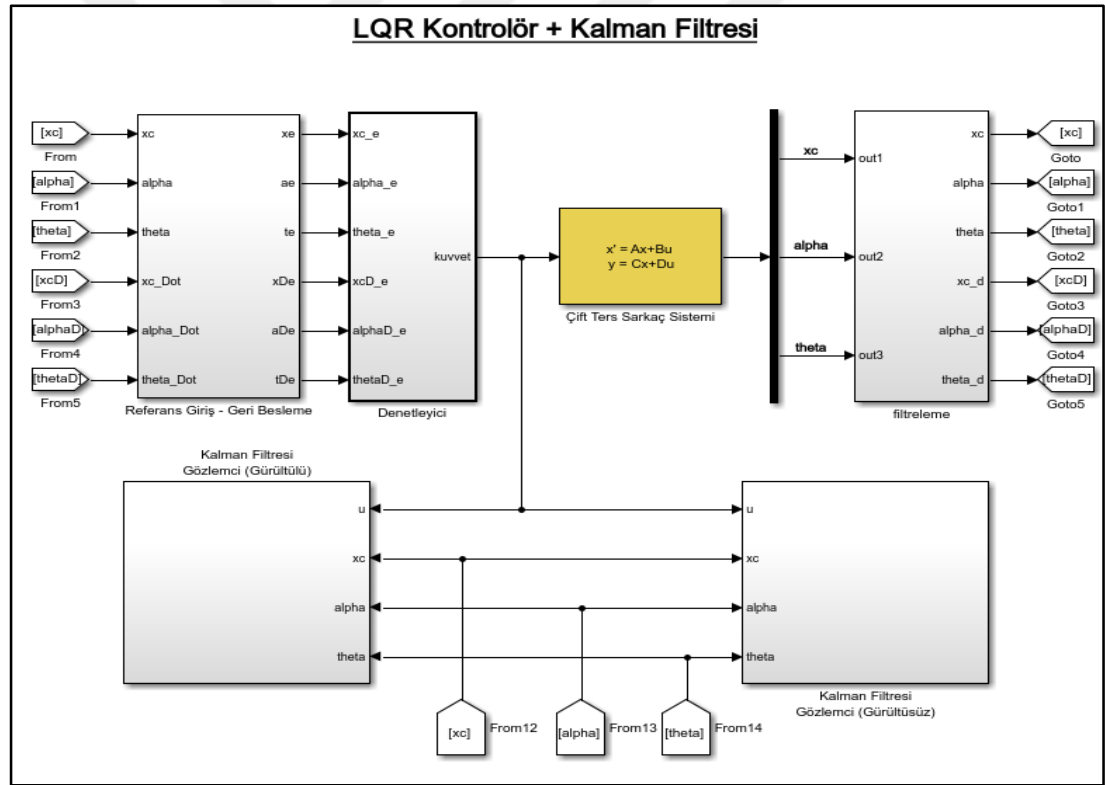 LQR Kontrolör + Kalman Filtresi
[xc]
From
[alpha]
From1
[theta]
From2
[xcD]
From3
[alphaD]
From4
[thetaD]
From5
xc
alpha
theta
xc_Dot
alpha_Dot
theta_Dot
xe
ae
te
xDe
aDe
tDe
Referans Giriş - Geri Besleme
xc_e
alpha_e
theta_e
xcD_e
alphaD_e
thetaD_e
kuvvet
Denetleyici
x' = Ax+Bu
y = Cx+Du
Çift Ters Sarkaç Sistemi
xc
alpha
theta
out1
out2
out3
xc
alpha
theta
xc_d
alpha_d
theta_d
filtreleme
[xc]
Goto
[alpha]
Goto1
[theta]
Goto2
[xcD]
Goto3
[alphaD]
Goto4
[thetaD]
Goto5
Kalman Filtresi
Gözlemci (Gürültülü)
u
xc
alpha
theta
u
xc
alpha
theta
Kalman Filtresi
Gözlemci (Gürültüsüz)
[xc]
From12
[alpha]
From13
[theta]
From14